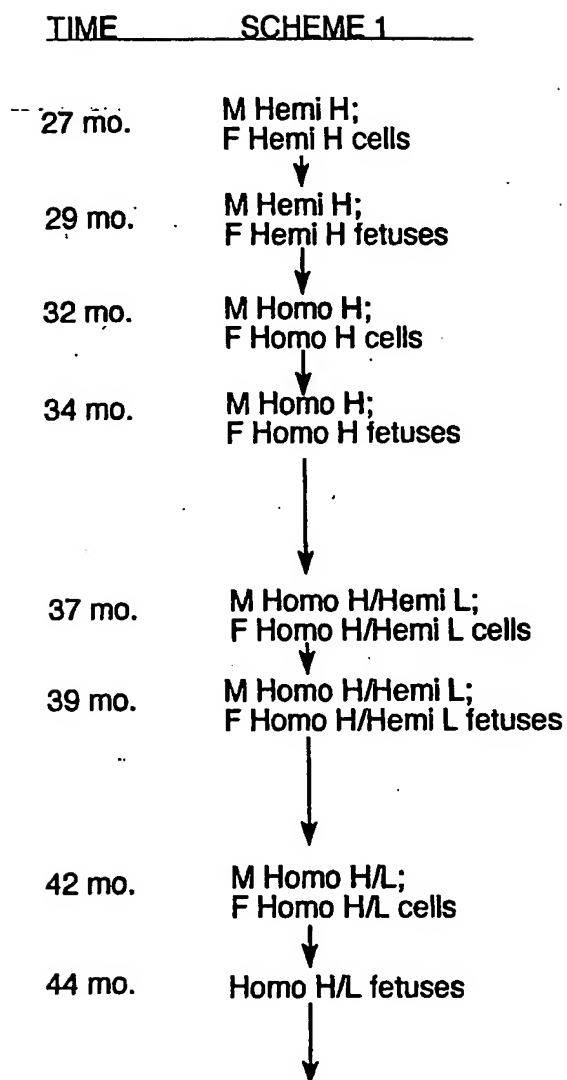 TIME SCHEME 1
27 mo. M Hemi H;
F Hemi H cells
29 mo. M Hemi H;
F Hemi H fetuses
32 mo. M Homo H;
F Homo H cells
34 mo. M Homo H;
F Homo H fetuses
37 mo. M Homo H/Hemi L;
F Homo H/Hemi L cells
39 mo. M Homo H/Hemi L;
F Homo H/Hemi L fetuses
42 mo. M Homo H/L;
F Homo H/L cells
44 mo. Homo H/L fetuses